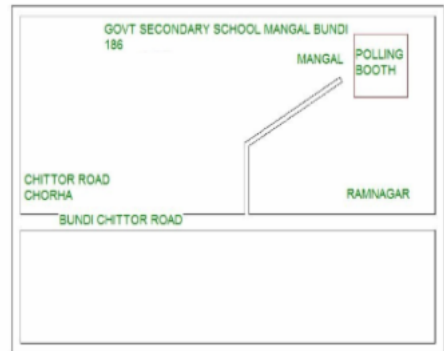 GOVT SECONDARY SCHOOL MANGAL BUNDI
186
MANGAL
POLLING
BOOTH
CHITTOR ROAD
CHORHA
RAMNAGAR
BUNDI CHITTOR ROAD